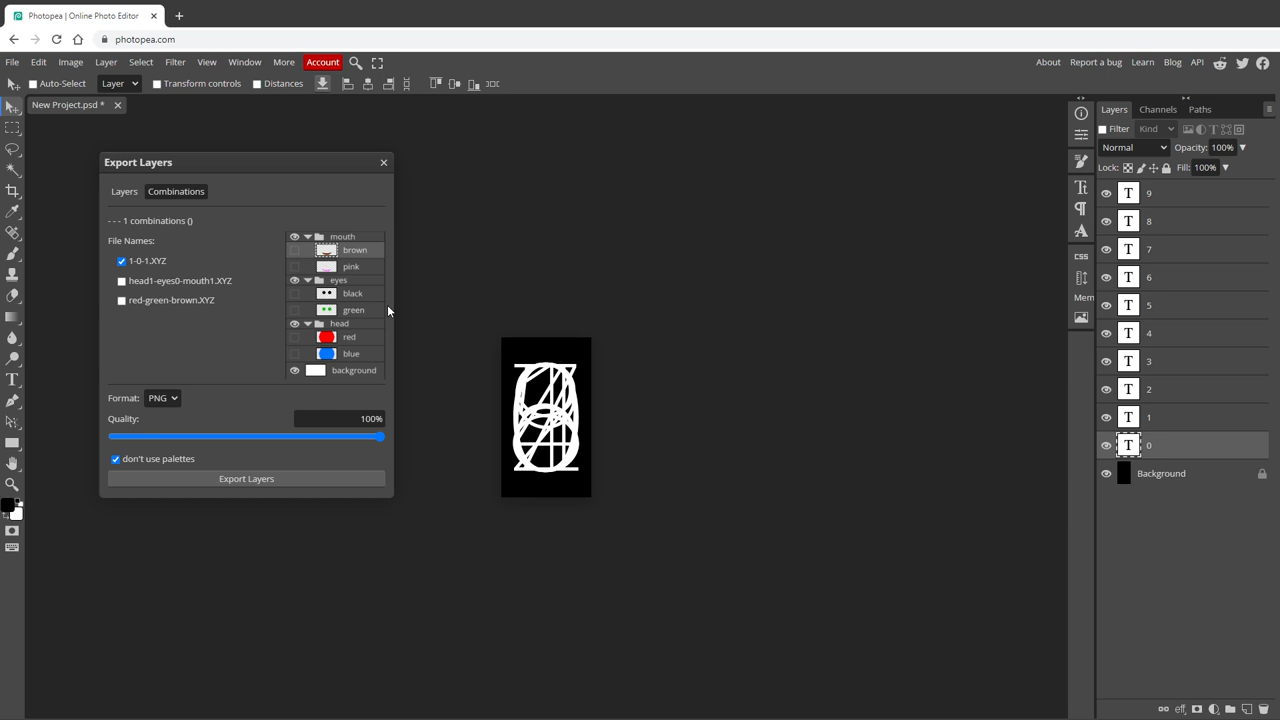 Photopea | Online Photo Editor
photopea.com
File Edit Image Layer Select Filter View Window More Account About Report a bug Learn Blog API
Auto-Select Layer Transform controls Distances
New Project.psd *
Layers Channels Paths
Filter Kind
Normal Opacity: 100%
Lock: Fill: 100%
Export Layers
Layers Combinations
- - - 1 combinations ()
File Names:
1-0-1.XYZ
head1-eyes0-mouth1.XYZ
red-green-brown.XYZ
mouth
brown
pink
eyes
black
green
head
red
blue
background
Format: PNG
Quality: 100%
don't use palettes
Export Layers
CSS
Mem
T 9
T 8
T 7
T 6
T 5
T 4
T 3
T 2
T 1
T 0
Background
eff